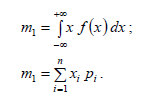 m₁ = ∫_{−∞}^{+∞} x f(x) dx ;
m₁ = ∑_{i=1}^{n} xᵢ pᵢ .